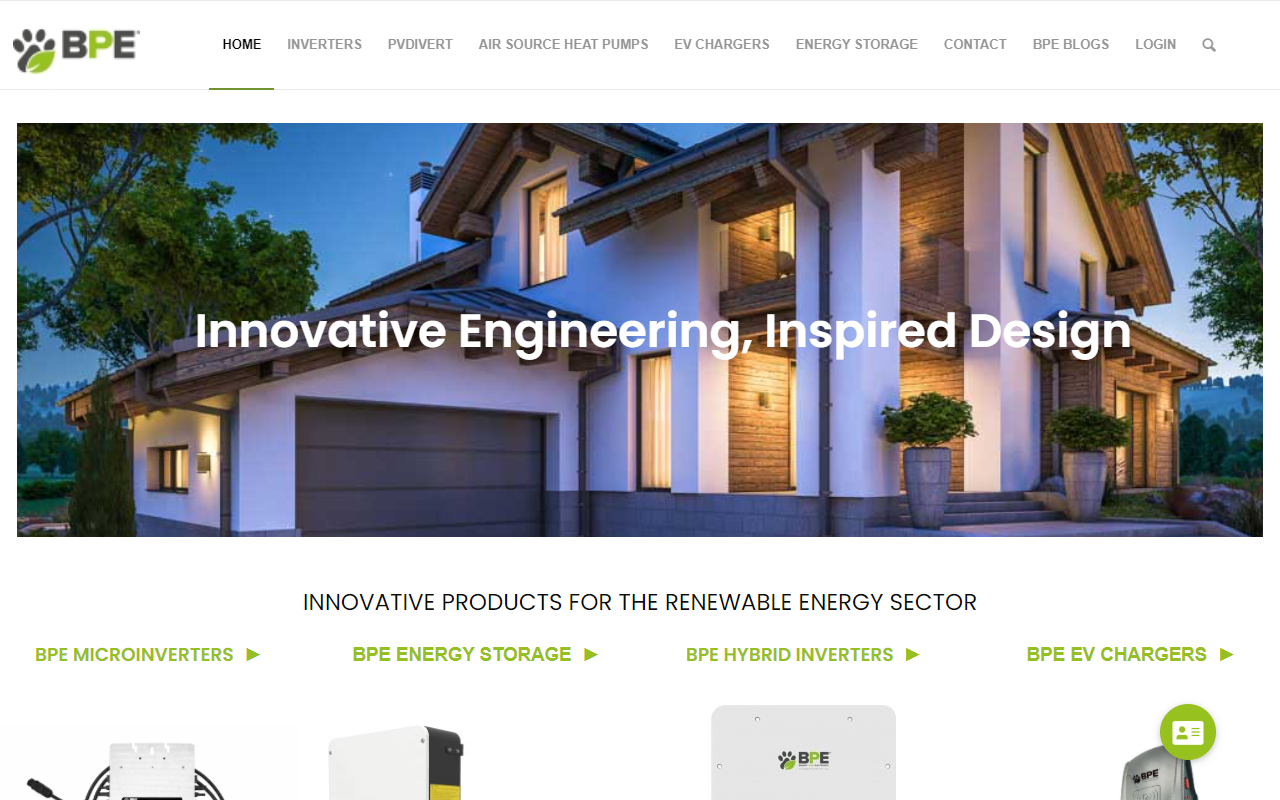 BPE
HOME
INVERTERS
PVDIVERT
AIR SOURCE HEAT PUMPS
EV CHARGERS
ENERGY STORAGE
CONTACT
BPE BLOGS
LOGIN
Innovative Engineering, Inspired Design
INNOVATIVE PRODUCTS FOR THE RENEWABLE ENERGY SECTOR
BPE MICROINVERTERS ►
BPE ENERGY STORAGE ►
BPE HYBRID INVERTERS ►
BPE EV CHARGERS ►
BPE
BPE